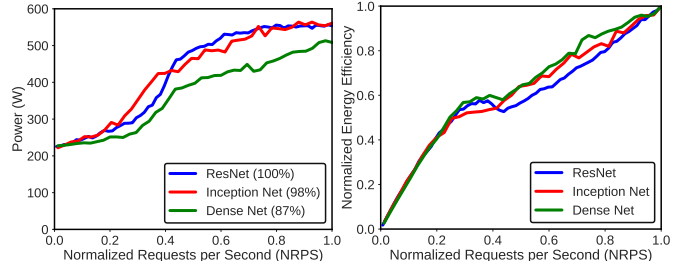 600
500
400
300
200
100
0
Power (W)
0.0 0.2 0.4 0.6 0.8 1.0
Normalized Requests per Second (NRPS)
ResNet (100%)
Inception Net (98%)
Dense Net (87%)
1.0
0.8
0.6
0.4
0.2
0.0
Normalized Energy Efficiency
0.0 0.2 0.4 0.6 0.8 1.0
Normalized Requests per Second (NRPS)
ResNet
Inception Net
Dense Net